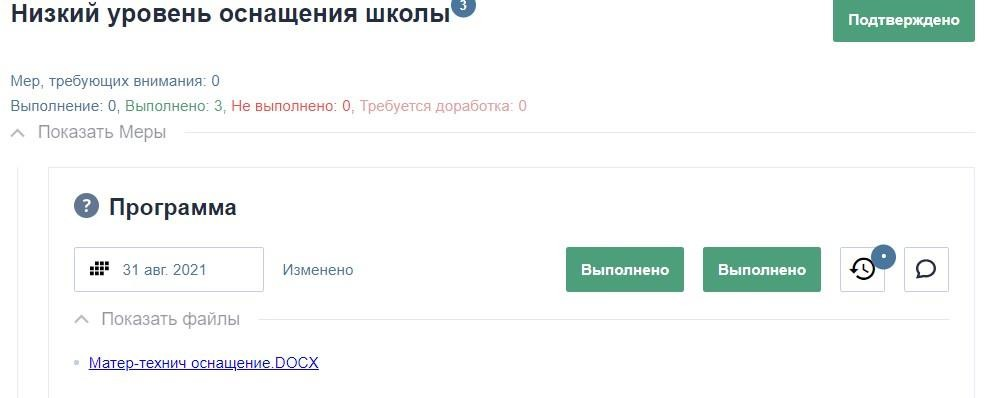 Низкий уровень оснащения школы 3
Подтверждено
Мер, требующих внимания: 0
Выполнение: 0, Выполнено: 3, Не выполнено: 0, Требуется доработка: 0
Показать Меры
? Программа
31 авг. 2021 Изменено Выполнено Выполнено
Показать файлы
Матер-технич оснащение.DOCX